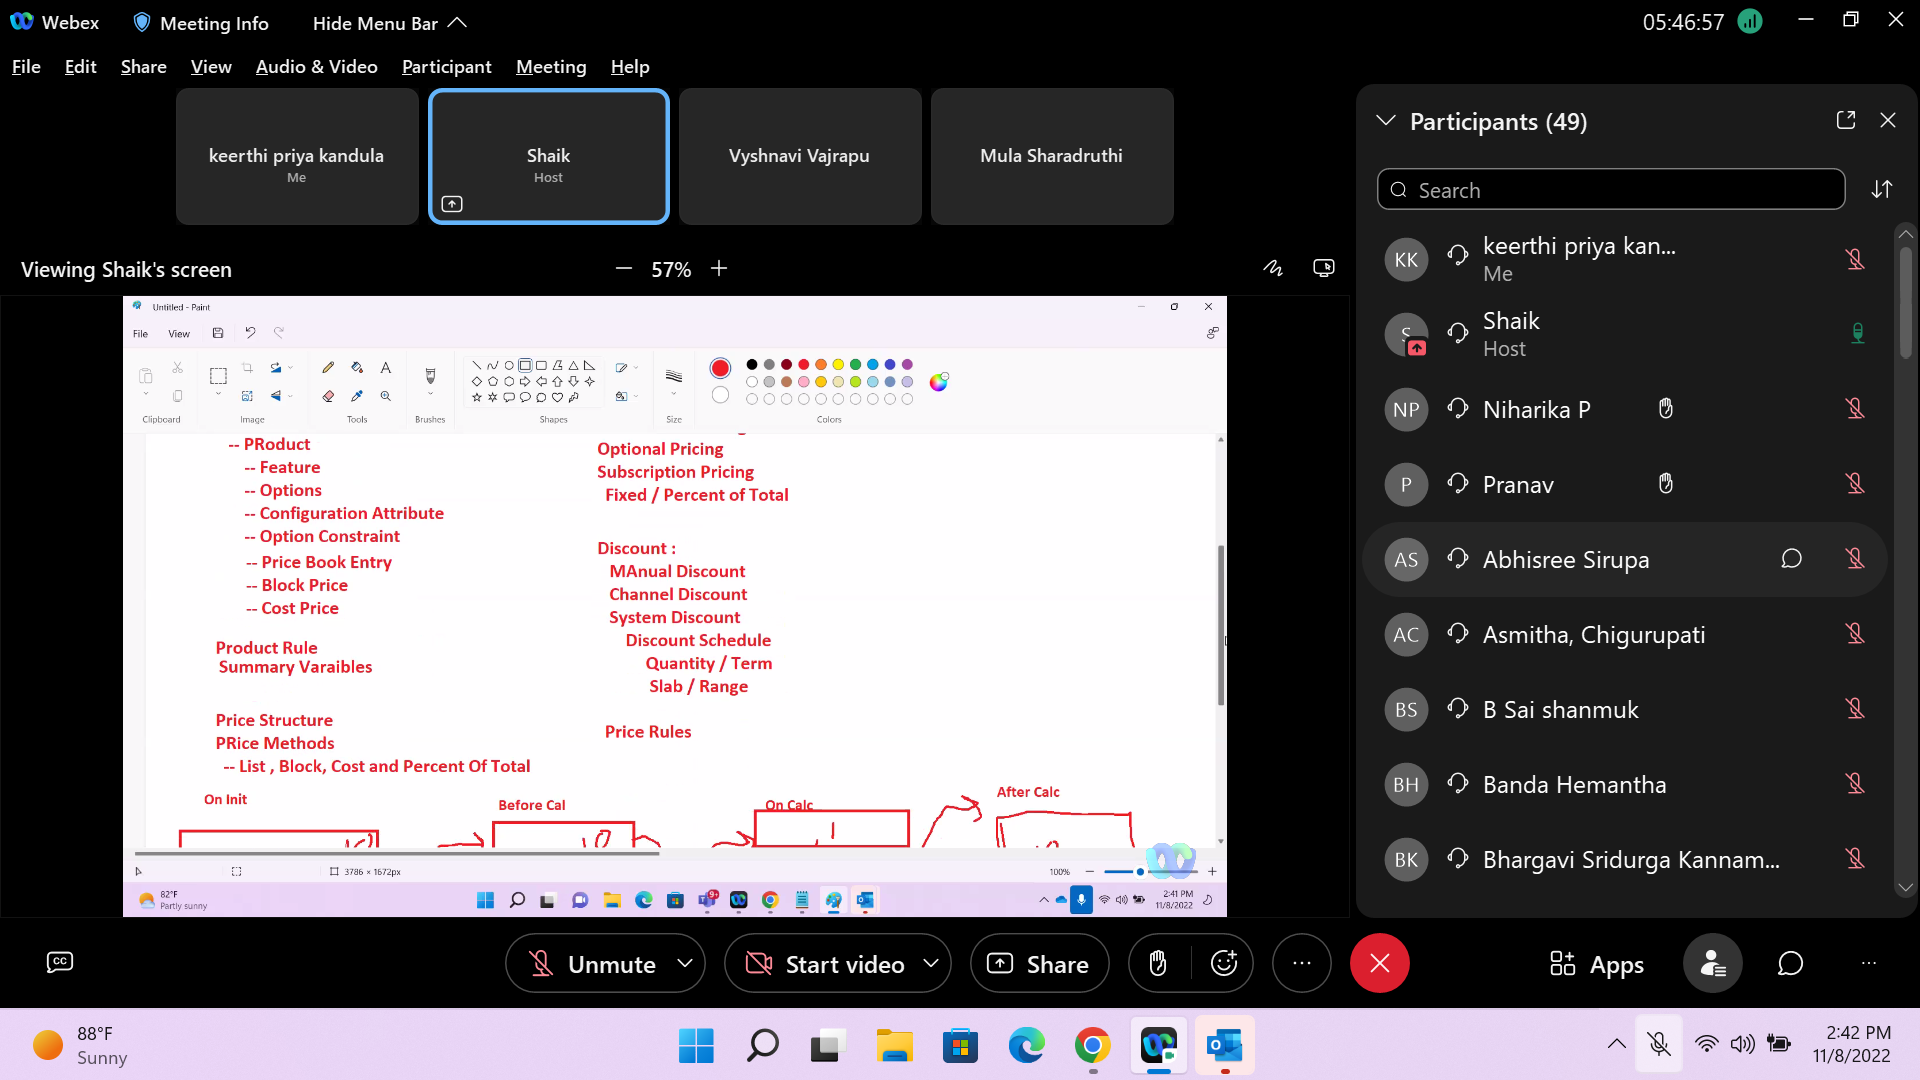 Webex Meeting Info Hide Menu Bar 05:46:57
File Edit Share View Audio & Video Participant Meeting Help
keerthi priya kandula
Me
Shaik
Host
Vyshnavi Vajrapu
Mula Sharadruthi
Viewing Shaik's screen 57%
Untitled - Paint
File View
Clipboard Image Tools Brushes Shapes Size Colors
-- PRoduct
-- Feature
-- Options
-- Configuration Attribute
-- Option Constraint
-- Price Book Entry
-- Block Price
-- Cost Price
Product Rule
Summary Varaibles
Price Structure
PRice Methods
-- List , Block, Cost and Percent Of Total
Optional Pricing
Subscription Pricing
Fixed / Percent of Total
Discount :
MAnual Discount
Channel Discount
System Discount
Discount Schedule
Quantity / Term
Slab / Range
Price Rules
On Init
Before Cal
On Calc
After Calc
10
10
1
3786 × 1672px 100%
82°F
Partly sunny
2:41 PM
11/8/2022
Participants (49)
Search
KK keerthi priya kan...
Me
S Shaik
Host
NP Niharika P
P Pranav
AS Abhisree Sirupa
AC Asmitha, Chigurupati
BS B Sai shanmuk
BH Banda Hemantha
BK Bhargavi Sridurga Kannam...
CC Unmute Start video Share Apps
88°F
Sunny
2:42 PM
11/8/2022